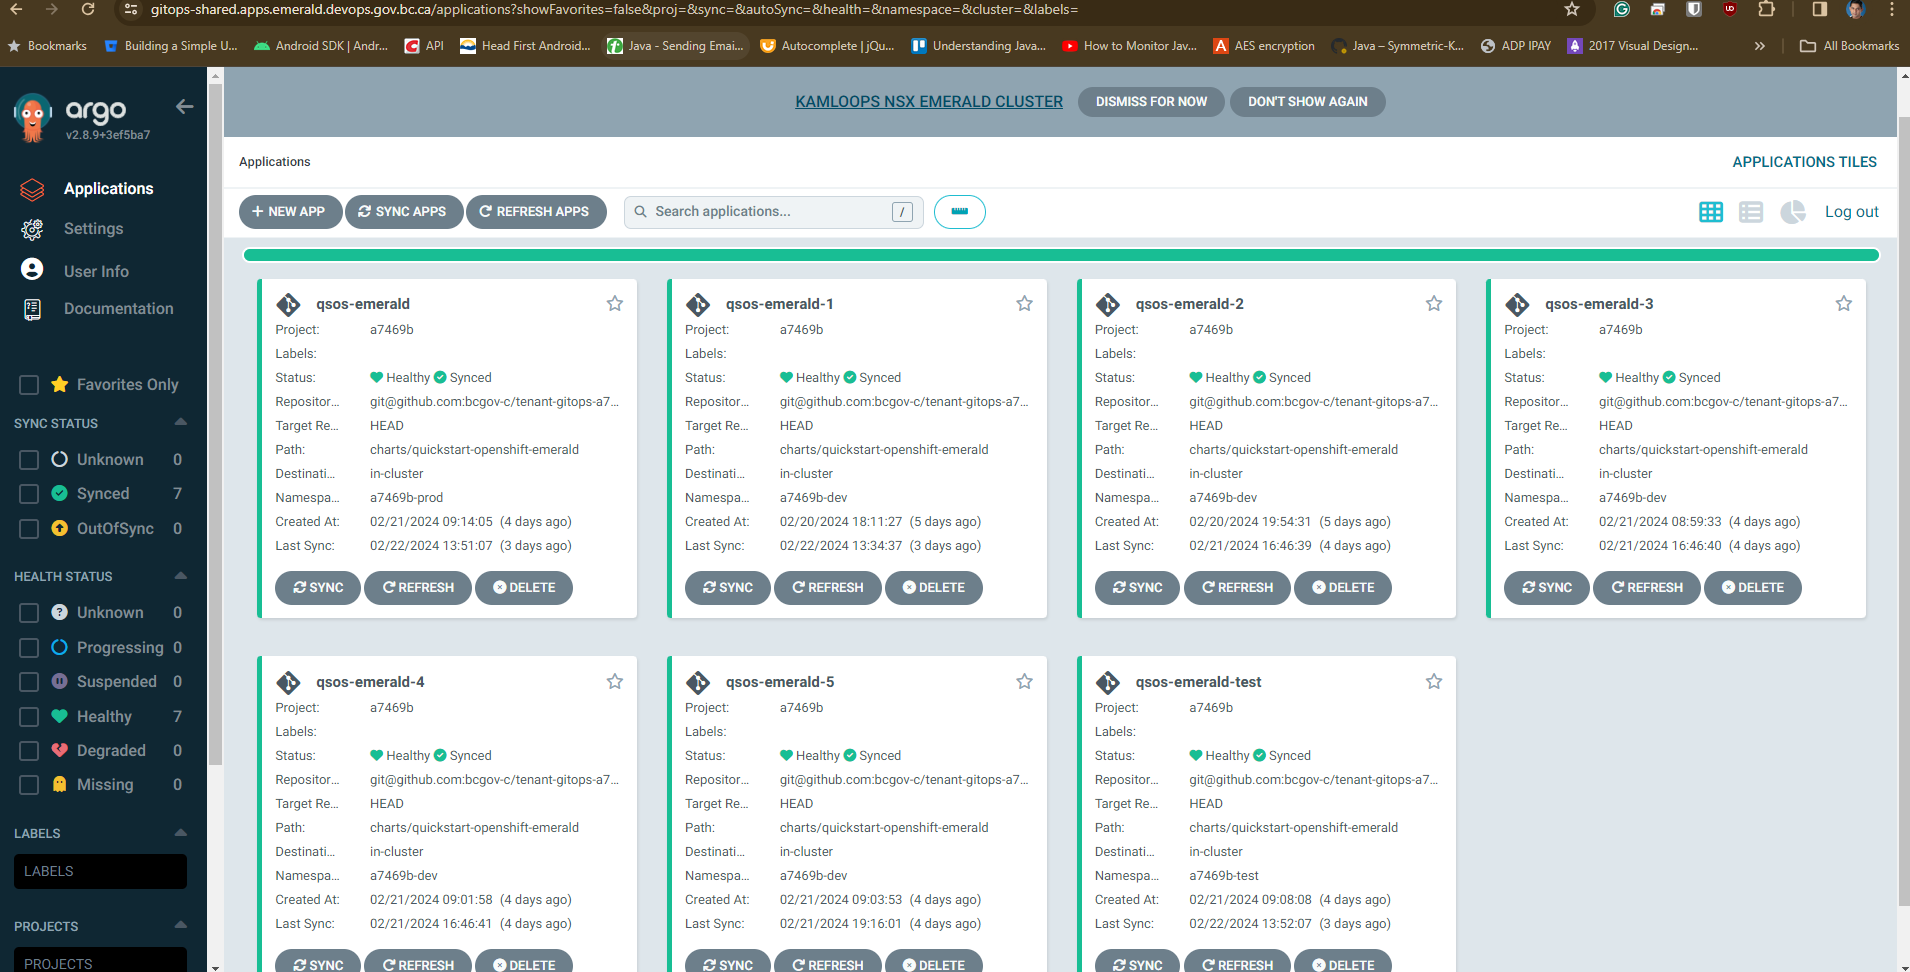 gitops-shared.apps.emerald.devops.gov.bc.ca/applications?showFavorites=false&proj=&sync=&autoSync=&health=&namespace=&cluster=&labels=
Bookmarks Building a Simple U... Android SDK | Andr... API Head First Android... Java - Sending Emai... Autocomplete | jQu... Understanding Java... How to Monitor Jav... AES encryption Java – Symmetric-K... ADP IPAY 2017 Visual Design... » All Bookmarks
argo
v2.8.9+3ef5ba7
Applications
Settings
User Info
Documentation
Favorites Only
SYNC STATUS
Unknown 0
Synced 7
OutOfSync 0
HEALTH STATUS
Unknown 0
Progressing 0
Suspended 0
Healthy 7
Degraded 0
Missing 0
LABELS
LABELS
PROJECTS
PROJECTS
KAMLOOPS NSX EMERALD CLUSTER DISMISS FOR NOW DON'T SHOW AGAIN
Applications APPLICATIONS TILES
+ NEW APP SYNC APPS REFRESH APPS Search applications... / Log out
qsos-emerald
Project: a7469b
Labels:
Status: Healthy Synced
Repositor... git@github.com:bcgov-c/tenant-gitops-a7...
Target Re... HEAD
Path: charts/quickstart-openshift-emerald
Destinati... in-cluster
Namespa... a7469b-prod
Created At: 02/21/2024 09:14:05 (4 days ago)
Last Sync: 02/22/2024 13:51:07 (3 days ago)
SYNC REFRESH DELETE
qsos-emerald-1
Project: a7469b
Labels:
Status: Healthy Synced
Repositor... git@github.com:bcgov-c/tenant-gitops-a7...
Target Re... HEAD
Path: charts/quickstart-openshift-emerald
Destinati... in-cluster
Namespa... a7469b-dev
Created At: 02/20/2024 18:11:27 (5 days ago)
Last Sync: 02/22/2024 13:34:37 (3 days ago)
SYNC REFRESH DELETE
qsos-emerald-2
Project: a7469b
Labels:
Status: Healthy Synced
Repositor... git@github.com:bcgov-c/tenant-gitops-a7...
Target Re... HEAD
Path: charts/quickstart-openshift-emerald
Destinati... in-cluster
Namespa... a7469b-dev
Created At: 02/20/2024 19:54:31 (5 days ago)
Last Sync: 02/21/2024 16:46:39 (4 days ago)
SYNC REFRESH DELETE
qsos-emerald-3
Project: a7469b
Labels:
Status: Healthy Synced
Repositor... git@github.com:bcgov-c/tenant-gitops-a7...
Target Re... HEAD
Path: charts/quickstart-openshift-emerald
Destinati... in-cluster
Namespa... a7469b-dev
Created At: 02/21/2024 08:59:33 (4 days ago)
Last Sync: 02/21/2024 16:46:40 (4 days ago)
SYNC REFRESH DELETE
qsos-emerald-4
Project: a7469b
Labels:
Status: Healthy Synced
Repositor... git@github.com:bcgov-c/tenant-gitops-a7...
Target Re... HEAD
Path: charts/quickstart-openshift-emerald
Destinati... in-cluster
Namespa... a7469b-dev
Created At: 02/21/2024 09:01:58 (4 days ago)
Last Sync: 02/21/2024 16:46:41 (4 days ago)
SYNC REFRESH DELETE
qsos-emerald-5
Project: a7469b
Labels:
Status: Healthy Synced
Repositor... git@github.com:bcgov-c/tenant-gitops-a7...
Target Re... HEAD
Path: charts/quickstart-openshift-emerald
Destinati... in-cluster
Namespa... a7469b-dev
Created At: 02/21/2024 09:03:53 (4 days ago)
Last Sync: 02/21/2024 19:16:01 (4 days ago)
SYNC REFRESH DELETE
qsos-emerald-test
Project: a7469b
Labels:
Status: Healthy Synced
Repositor... git@github.com:bcgov-c/tenant-gitops-a7...
Target Re... HEAD
Path: charts/quickstart-openshift-emerald
Destinati... in-cluster
Namespa... a7469b-test
Created At: 02/21/2024 09:08:08 (4 days ago)
Last Sync: 02/22/2024 13:52:07 (3 days ago)
SYNC REFRESH DELETE